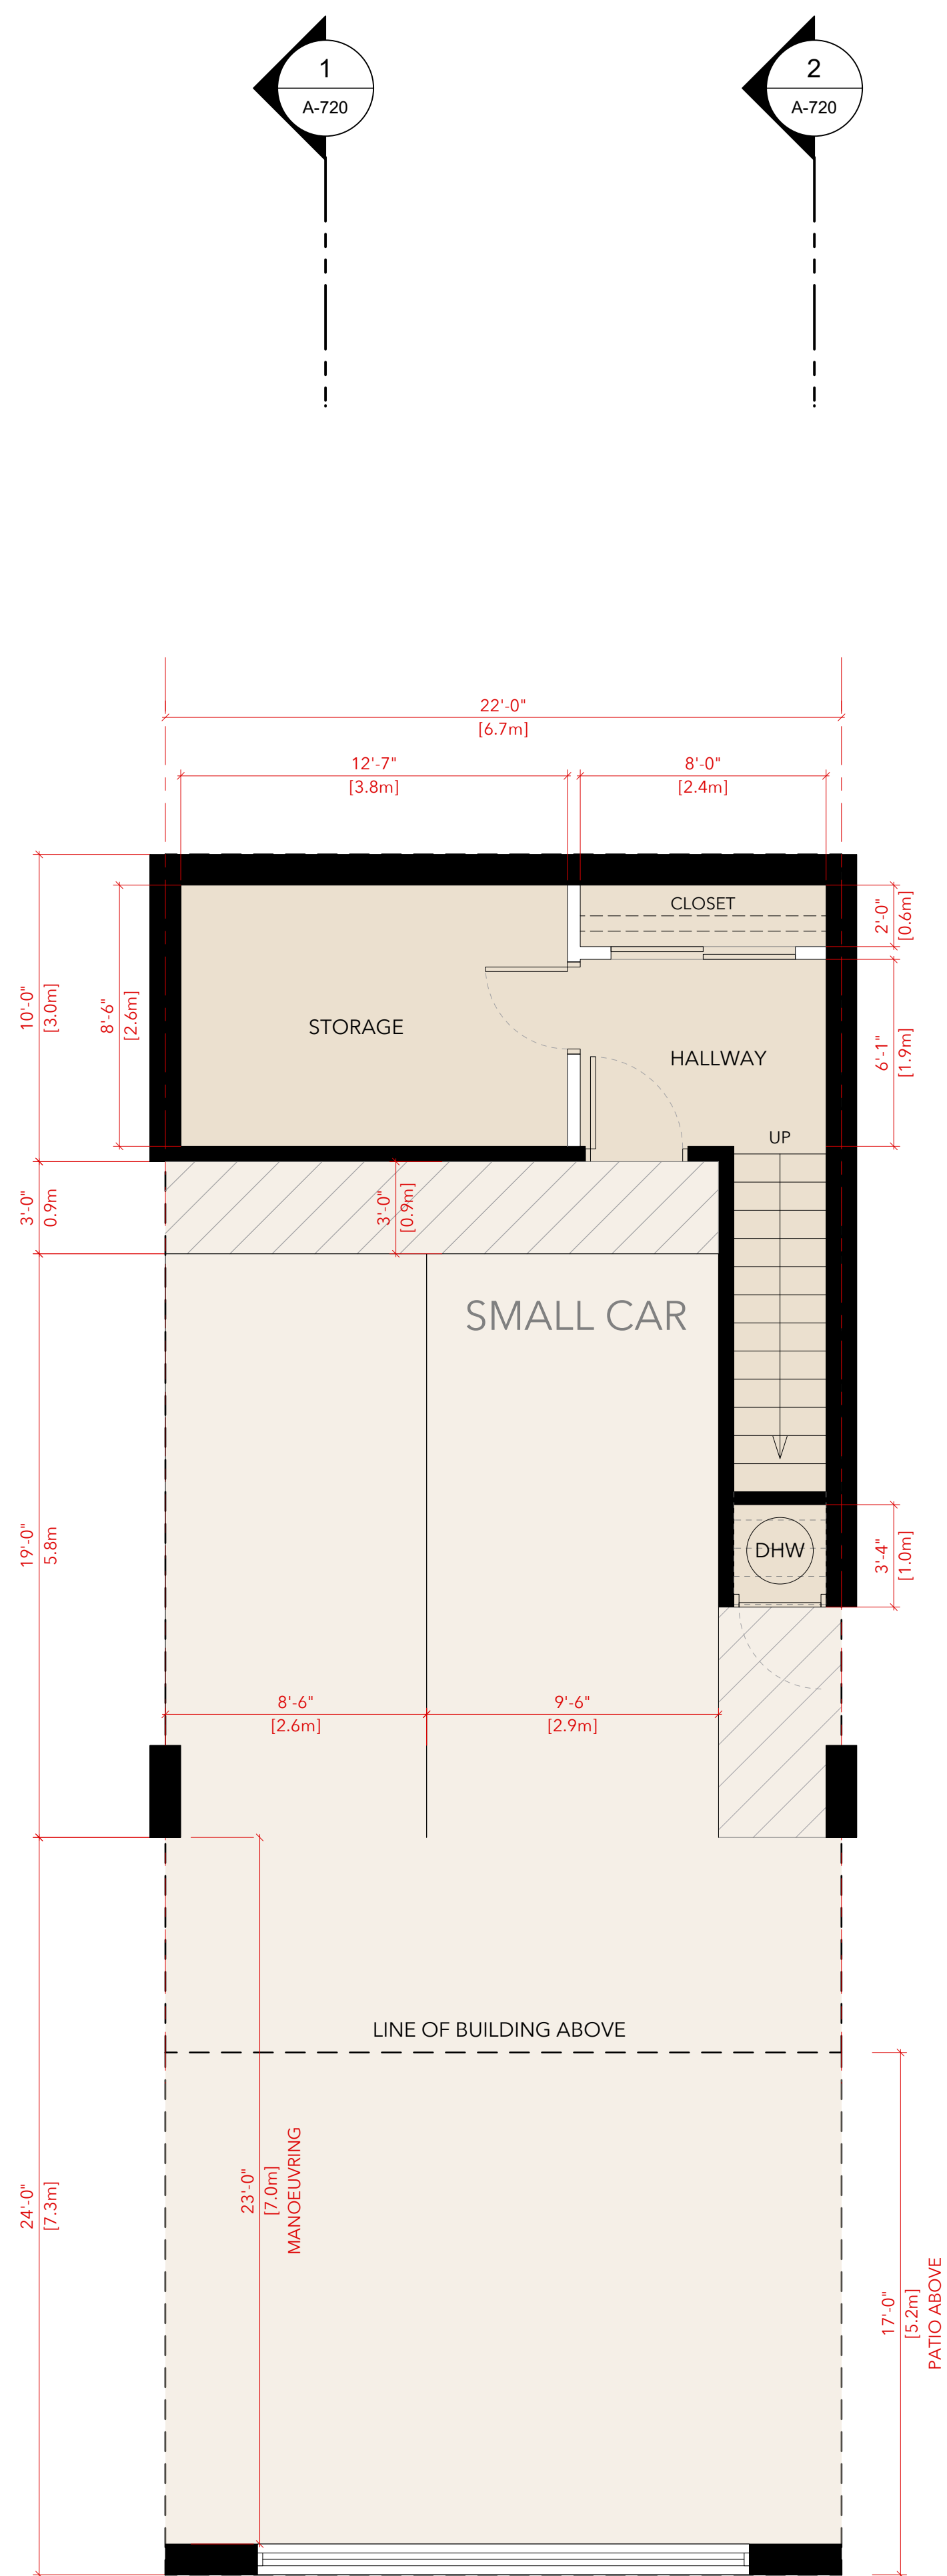 1
A-720
2
A-720
22'-0"
[6.7m]
12'-7"
[3.8m]
8'-0"
[2.4m]
CLOSET
2'-0"
[0.6m]
10'-0"
[3.0m]
8'-6"
[2.6m]
STORAGE
HALLWAY
6'-1"
[1.9m]
UP
3'-0"
0.9m
3'-0"
[0.9m]
SMALL CAR
19'-0"
5.8m
DHW
3'-4"
[1.0m]
8'-6"
[2.6m]
9'-6"
[2.9m]
LINE OF BUILDING ABOVE
24'-0"
[7.3m]
23'-0"
[7.0m]
MANOEUVRING
17'-0"
[5.2m]
PATIO ABOVE